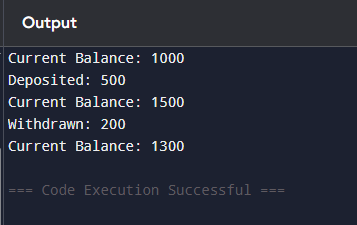 Output
Current Balance: 1000
Deposited: 500
Current Balance: 1500
Withdrawn: 200
Current Balance: 1300
=== Code Execution Successful ===